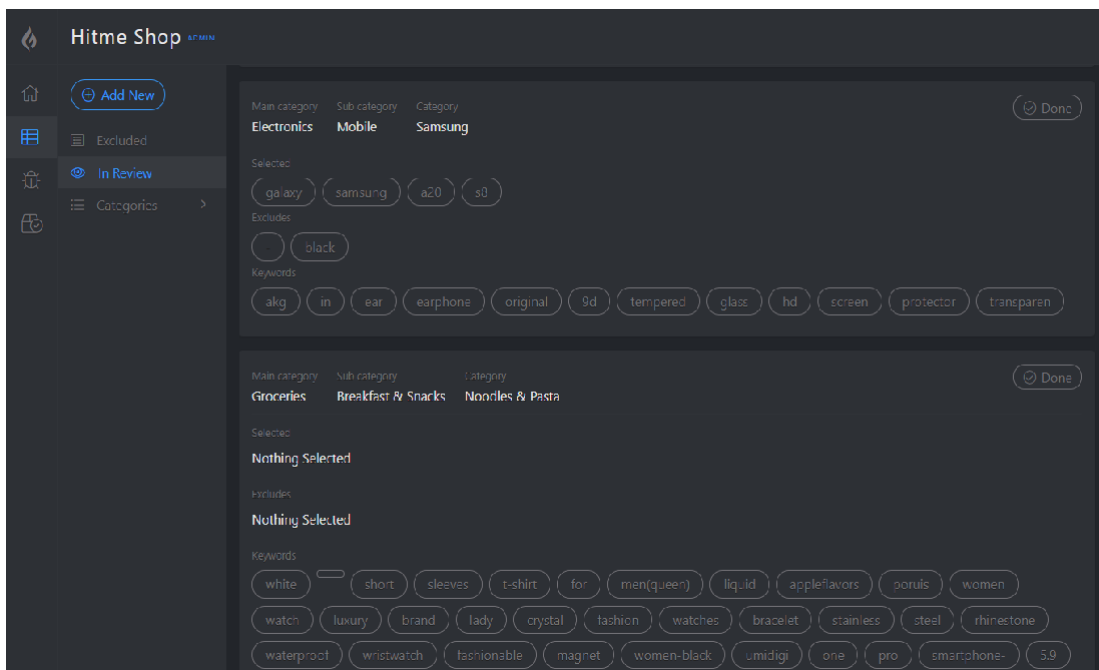 Hitme Shop ADMIN
Add New
Excluded
In Review
Categories
Main category Sub category Category
Electronics Mobile Samsung
Done
Selected
galaxy samsung a20 s8
Excludes
- black
Keywords
akg in ear earphone original 9d tempered glass hd screen protector transparen
Main category Sub category Category
Groceries Breakfast & Snacks Noodles & Pasta
Done
Selected
Nothing Selected
Excludes
Nothing Selected
Keywords
white short sleeves t-shirt for men(queen) liquid appleflavors poruis women
watch luxury brand lady crystal fashion watches bracelet stainless steel rhinestone
waterproof wristwatch fashionable magnet women-black umidigi one pro smartphone- 5.9